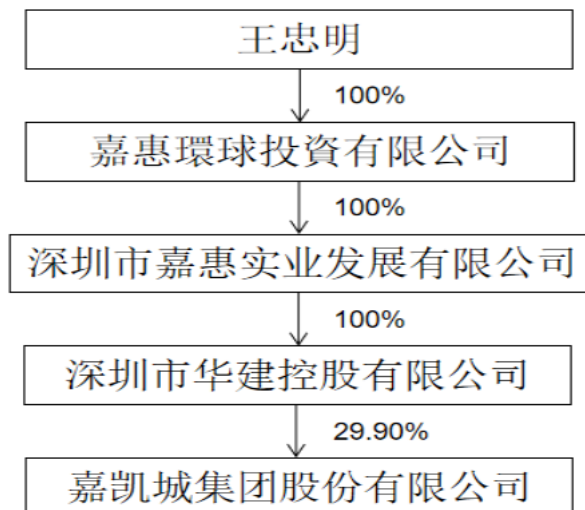 王忠明
100%
嘉惠環球投資有限公司
100%
深圳市嘉惠实业发展有限公司
100%
深圳市华建控股有限公司
29.90%
嘉凯城集团股份有限公司